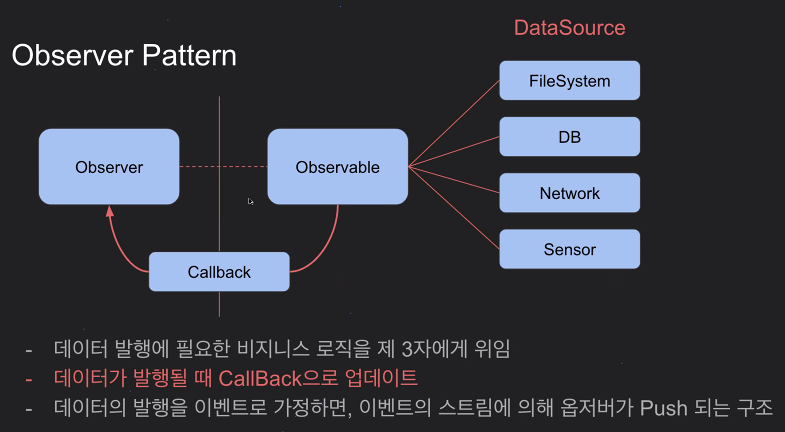 DataSource
Observer Pattern
FileSystem
DB
Observer
Observable
Network
Sensor
Callback
- 데이터 발행에 필요한 비지니스 로직을 제 3자에게 위임
- 데이터가 발행될 때 CallBack으로 업데이트
- 데이터의 발행을 이벤트로 가정하면, 이벤트의 스트림에 의해 옵저버가 Push 되는 구조